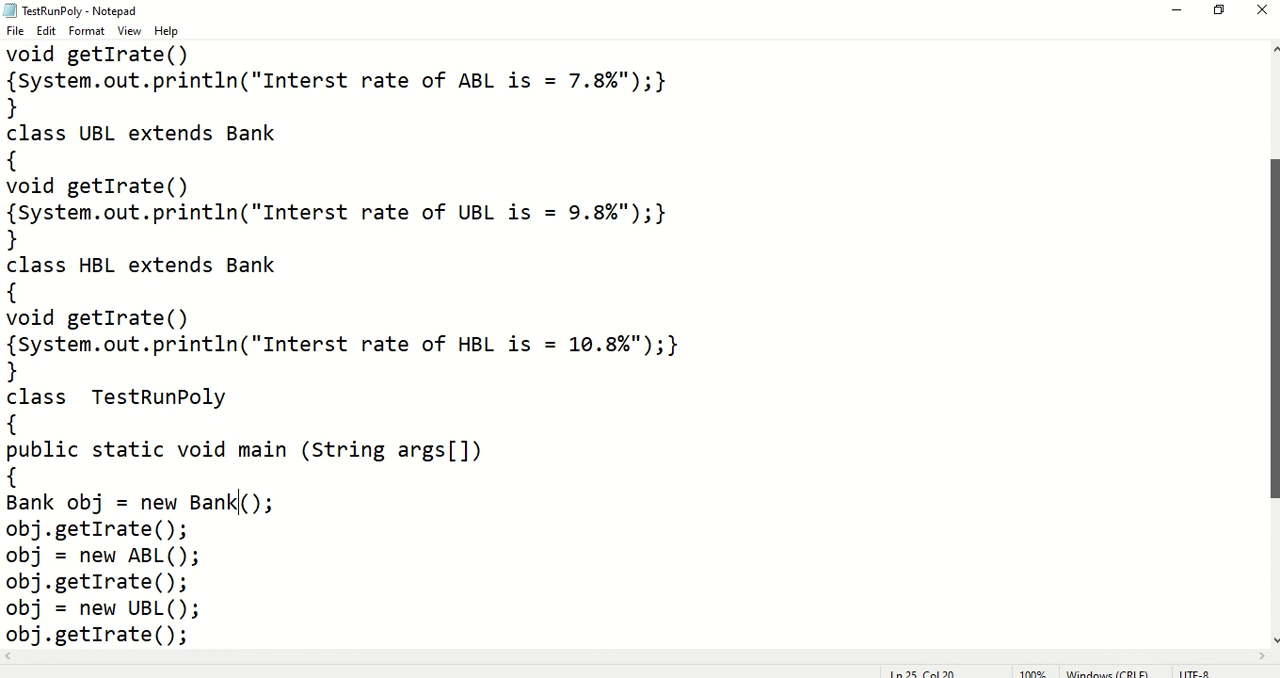 TestRunPoly - Notepad
File Edit Format View Help
void getIrate()
{System.out.println("Interst rate of ABL is = 7.8%");}
}
class UBL extends Bank
{
void getIrate()
{System.out.println("Interst rate of UBL is = 9.8%");}
}
class HBL extends Bank
{
void getIrate()
{System.out.println("Interst rate of HBL is = 10.8%");}
}
class  TestRunPoly
{
public static void main (String args[])
{
Bank obj = new Bank();
obj.getIrate();
obj = new ABL();
obj.getIrate();
obj = new UBL();
obj.getIrate();
Ln 25, Col 20 100% Windows (CRLF) UTF-8